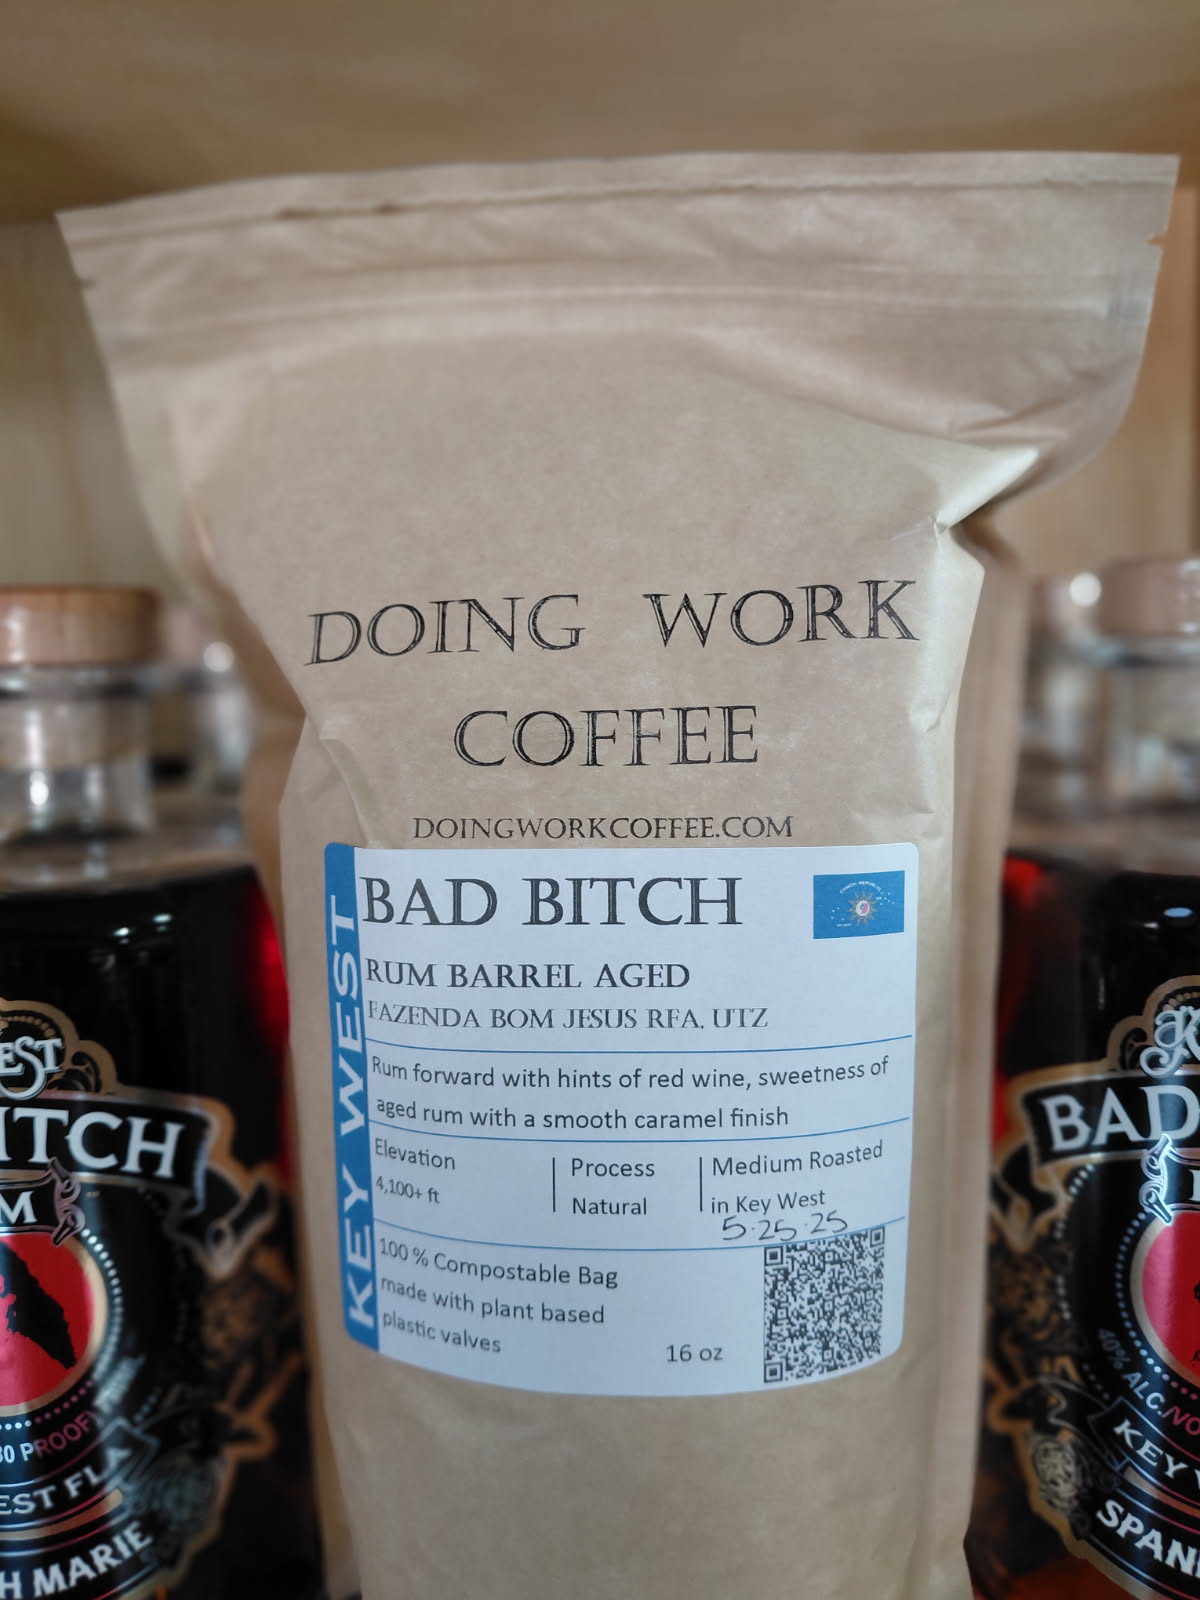 DOING WORK
COFFEE
DOINGWORKCOFFEE.COM
KEY WEST
BAD BITCH
RUM BARREL AGED
FAZENDA BOM JESUS RFA, UTZ
Rum forward with hints of red wine, sweetness of
aged rum with a smooth caramel finish
Elevation
4,100+ ft
Process
Natural
Medium Roasted
in Key West
5.25.25
100 % Compostable Bag
made with plant based
plastic valves
16 oz
EST
ITCH
M
80 PROOF
EST FLA
H MARIE
BAD
40% ALC./VO
KEY
SPAN